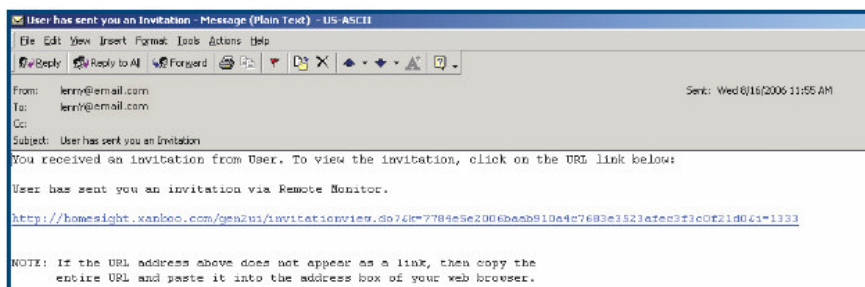 User has sent you an Invitation - Message (Plain Text) - US-ASCII
File Edit View Insert Format Tools Actions Help
Reply Reply to All Forward
From: lenny@email.com Sent: Wed 8/16/2006 11:55 AM
To: lenny@email.com
Cc:
Subject: User has sent you an Invitation
You received an invitation from User. To view the invitation, click on the URL link below:
User has sent you an invitation via Remote Monitor.
http://homesight.xanboo.com/gen2ui/invitationview.do?&k=7784e5e2006baab910a4c7683e3523afec3f3c0f21d0&i=1333
NOTE: If the URL address above does not appear as a link, then copy the
entire URL and paste it into the address box of your web browser.